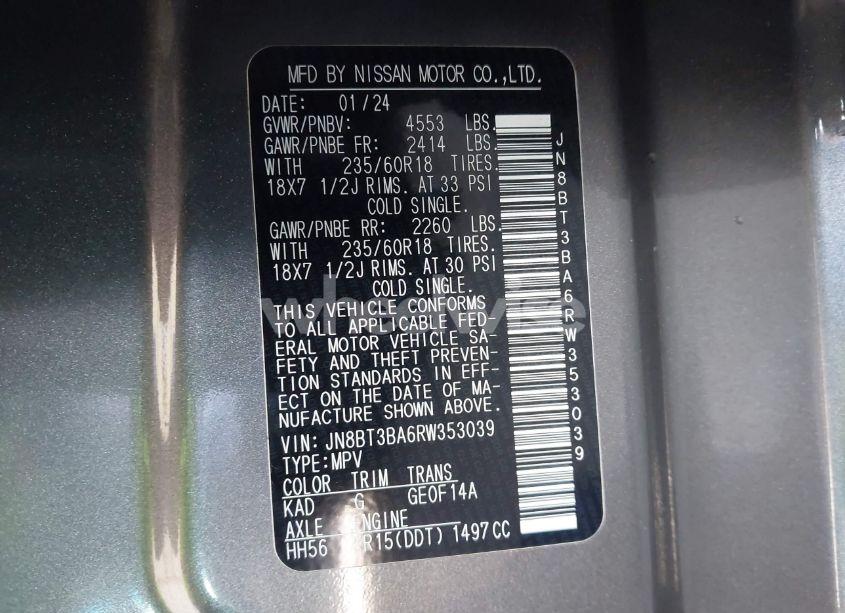 MFD BY NISSAN MOTOR CO.,LTD.
DATE: 01/24
GVWR/PNBV: 4553 LBS.
GAWR/PNBE FR: 2414 LBS.
WITH 235/60R18 TIRES.
18X7 1/2J RIMS. AT 33 PSI
COLD SINGLE.
GAWR/PNBE RR: 2260 LBS.
WITH 235/60R18 TIRES.
18X7 1/2J RIMS. AT 30 PSI
COLD SINGLE.
THIS VEHICLE CONFORMS
TO ALL APPLICABLE FED-
ERAL MOTOR VEHICLE SA-
FETY AND THEFT PREVEN-
TION STANDARDS IN EFF-
ECT ON THE DATE OF MA-
NUFACTURE SHOWN ABOVE.
VIN: JN8BT3BA6RW353039
TYPE:MPV
COLOR TRIM TRANS
KAD G GEOF14A
AXLE ENGINE
HH56 R15(DDT) 1497CC
JN8BT3BA6RW353039
wheelwise